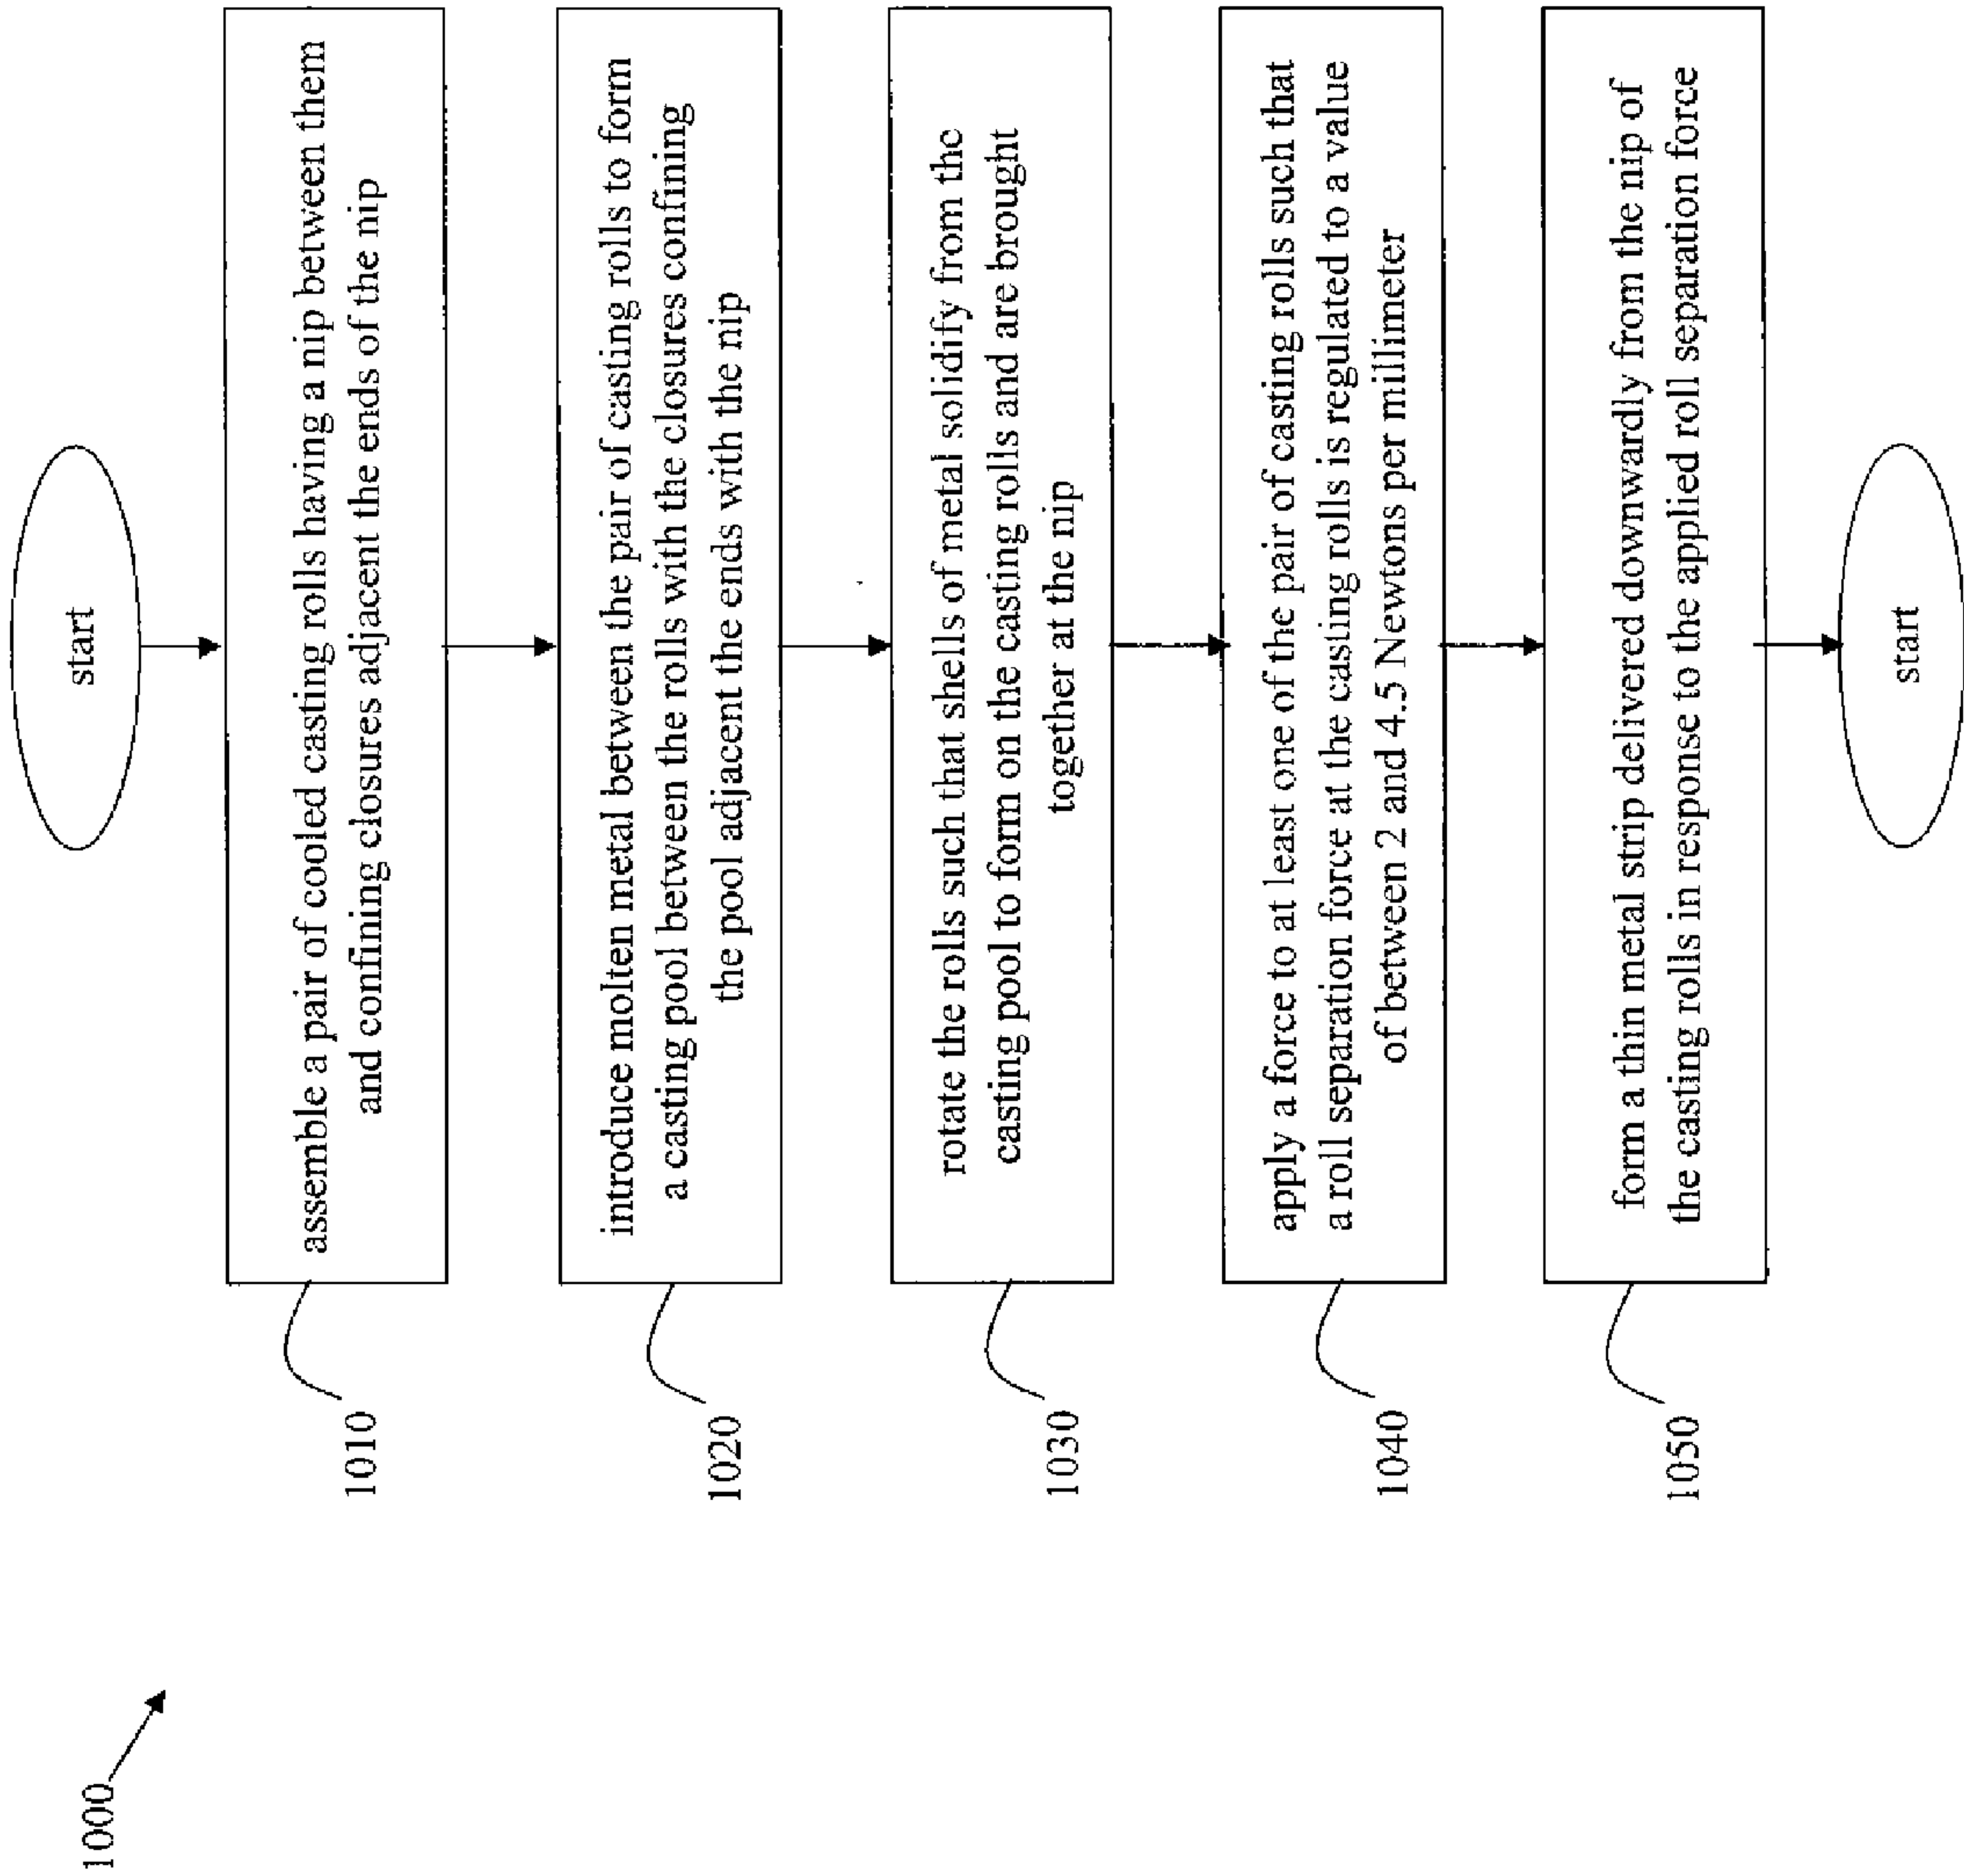 1000
start
1010
assemble a pair of cooled casting rolls having a nip between them
and confining closures adjacent the ends of the nip
1020
introduce molten metal between the pair of casting rolls to form
a casting pool between the rolls with the closures confining
the pool adjacent the ends with the nip
1030
rotate the rolls such that shells of metal solidify from the
casting pool to form on the casting rolls and are brought
together at the nip
1040
apply a force to at least one of the pair of casting rolls such that
a roll separation force at the casting rolls is regulated to a value
of between 2 and 4.5 Newtons per millimeter
1050
form a thin metal strip delivered downwardly from the nip of
the casting rolls in response to the applied roll separation force
start